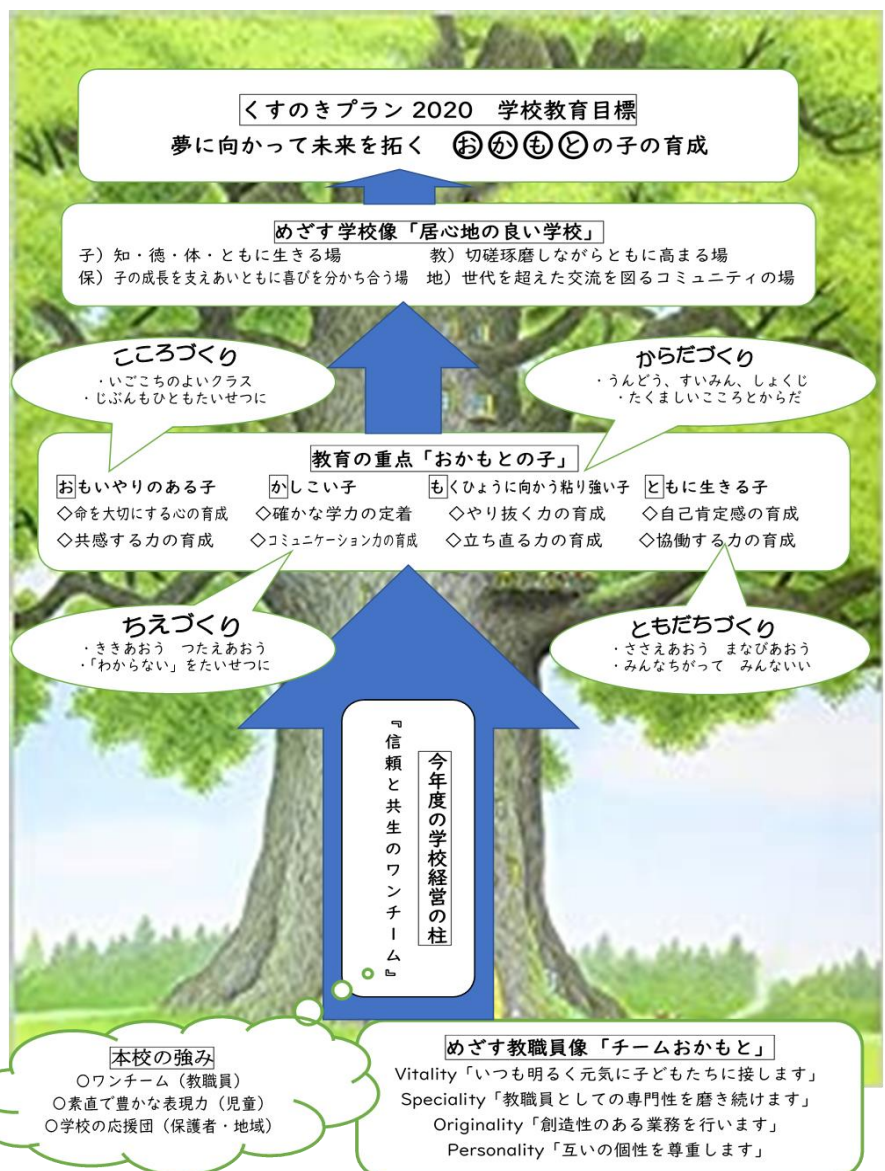 くすのきプラン 2020　学校教育目標
夢に向かって未来を拓く　おかもとの子の育成
めざす学校像「居心地の良い学校」
子）知・徳・体・ともに生きる場　教）切磋琢磨しながらともに高まる場
保）子の成長を支えあいともに喜びを分かち合う場　地）世代を超えた交流を図るコミュニティの場
こころづくり
・いごこちのよいクラス
・じぶんもひともたいせつに
からだづくり
・うんどう、すいみん、しょくじ
・たくましいこころとからだ
教育の重点「おかもとの子」
おもいやりのある子　かしこい子　もくひょうに向かう粘り強い子　ともに生きる子
◇命を大切にする心の育成　◇確かな学力の定着　◇やり抜く力の育成　◇自己肯定感の育成
◇共感する力の育成　◇コミュニケーション力の育成　◇立ち直る力の育成　◇協働する力の育成
ちえづくり
・ききあおう　つたえあおう
・「わからない」をたいせつに
ともだちづくり
・ささえあおう　まなびあおう
・みんなちがって　みんないい
今年度の学校経営の柱
『信頼と共生のワンチーム』
本校の強み
○ワンチーム（教職員）
○素直で豊かな表現力（児童）
○学校の応援団（保護者・地域）
めざす教職員像「チームおかもと」
Vitality「いつも明るく元気に子どもたちに接します」
Speciality「教職員としての専門性を磨き続けます」
Originality「創造性のある業務を行います」
Personality「互いの個性を尊重します」